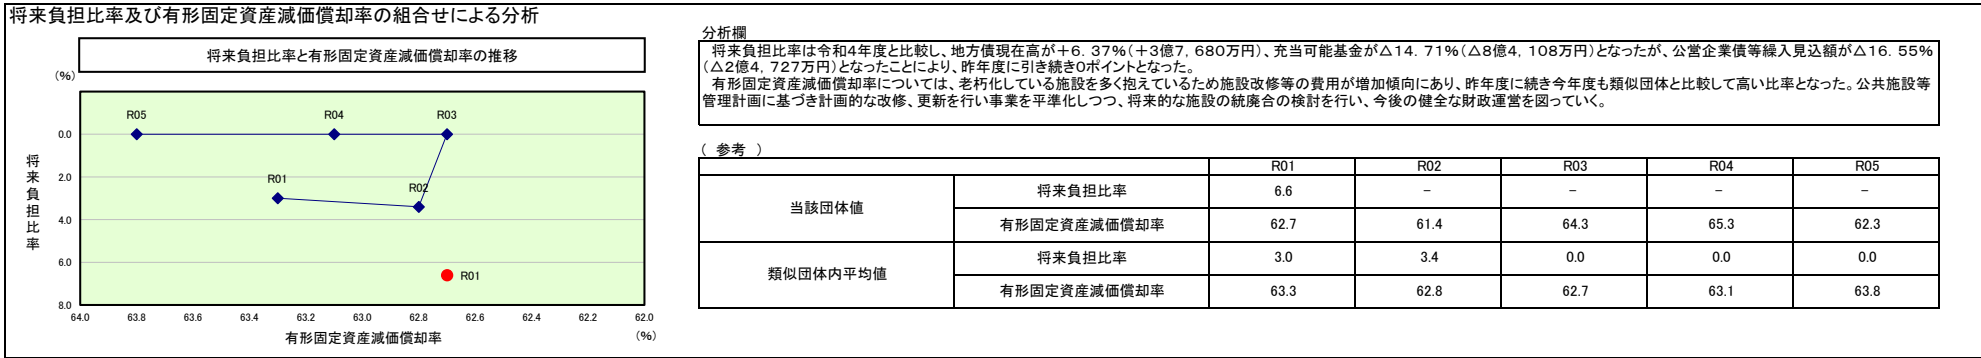 将来負担比率及び有形固定資産減価償却率の組合せによる分析
将来負担比率と有形固定資産減価償却率の推移
(%)
R05
R04
R03
R01
R02
R01
0.0
2.0
4.0
6.0
8.0
将来負担比率
64.0 63.8 63.6 63.4 63.2 63.0 62.8 62.6 62.4 62.2 62.0
有形固定資産減価償却率
(%)
分析欄
将来負担比率は令和4年度と比較し、地方債現在高が+6.37%(+3億7,680万円)、充当可能基金が△14.71%(△8億4,108万円)となったが、公営企業債等繰入見込額が△16.55%
(△2億4,727万円)となったことにより、昨年度に引き続き0ポイントとなった。
有形固定資産減価償却率については、老朽化している施設を多く抱えているため施設改修等の費用が増加傾向にあり、昨年度に続き今年度も類似団体と比較して高い比率となった。公共施設等
管理計画に基づき計画的な改修、更新を行い事業を平準化しつつ、将来的な施設の統廃合の検討を行い、今後の健全な財政運営を図っていく。
( 参考 )
R01 R02 R03 R04 R05
当該団体値
将来負担比率 6.6 - - - -
有形固定資産減価償却率 62.7 61.4 64.3 65.3 62.3
類似団体内平均値
将来負担比率 3.0 3.4 0.0 0.0 0.0
有形固定資産減価償却率 63.3 62.8 62.7 63.1 63.8